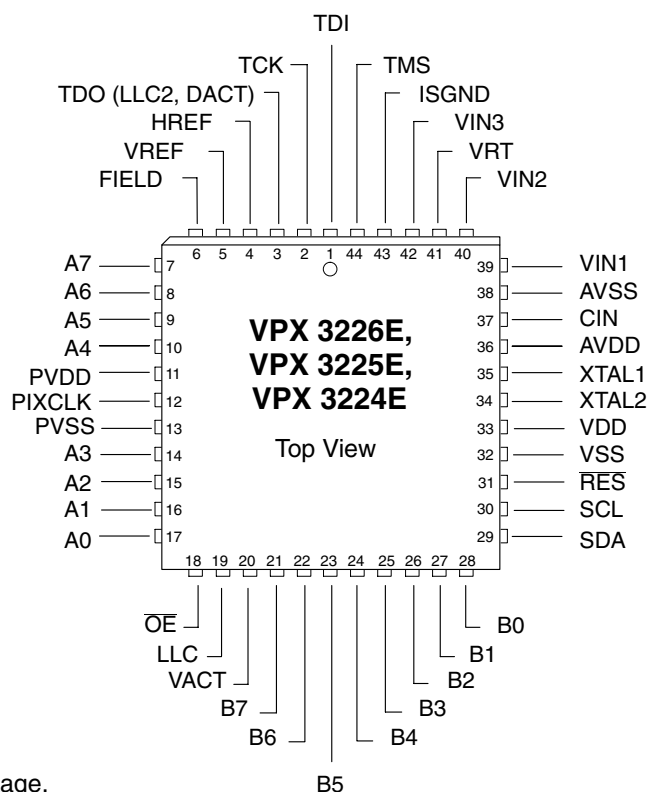 TDI
TCK
TMS
TDO (LLC2, DACT)
ISGND
HREF
VIN3
VREF
VRT
FIELD
VIN2
6 5 4 3 2 1 44 43 42 41 40
A7 7 39 VIN1
A6 8 38 AVSS
A5 9 37 CIN
A4 10 36 AVDD
PVDD 11 35 XTAL1
PIXCLK 12 34 XTAL2
PVSS 13 33 VDD
A3 14 32 VSS
A2 15 31 RES
A1 16 30 SCL
A0 17 29 SDA
VPX 3226E,
VPX 3225E,
VPX 3224E
Top View
18 19 20 21 22 23 24 25 26 27 28
OE
B0
LLC
B1
VACT
B2
B7
B3
B6
B4
B5
age.